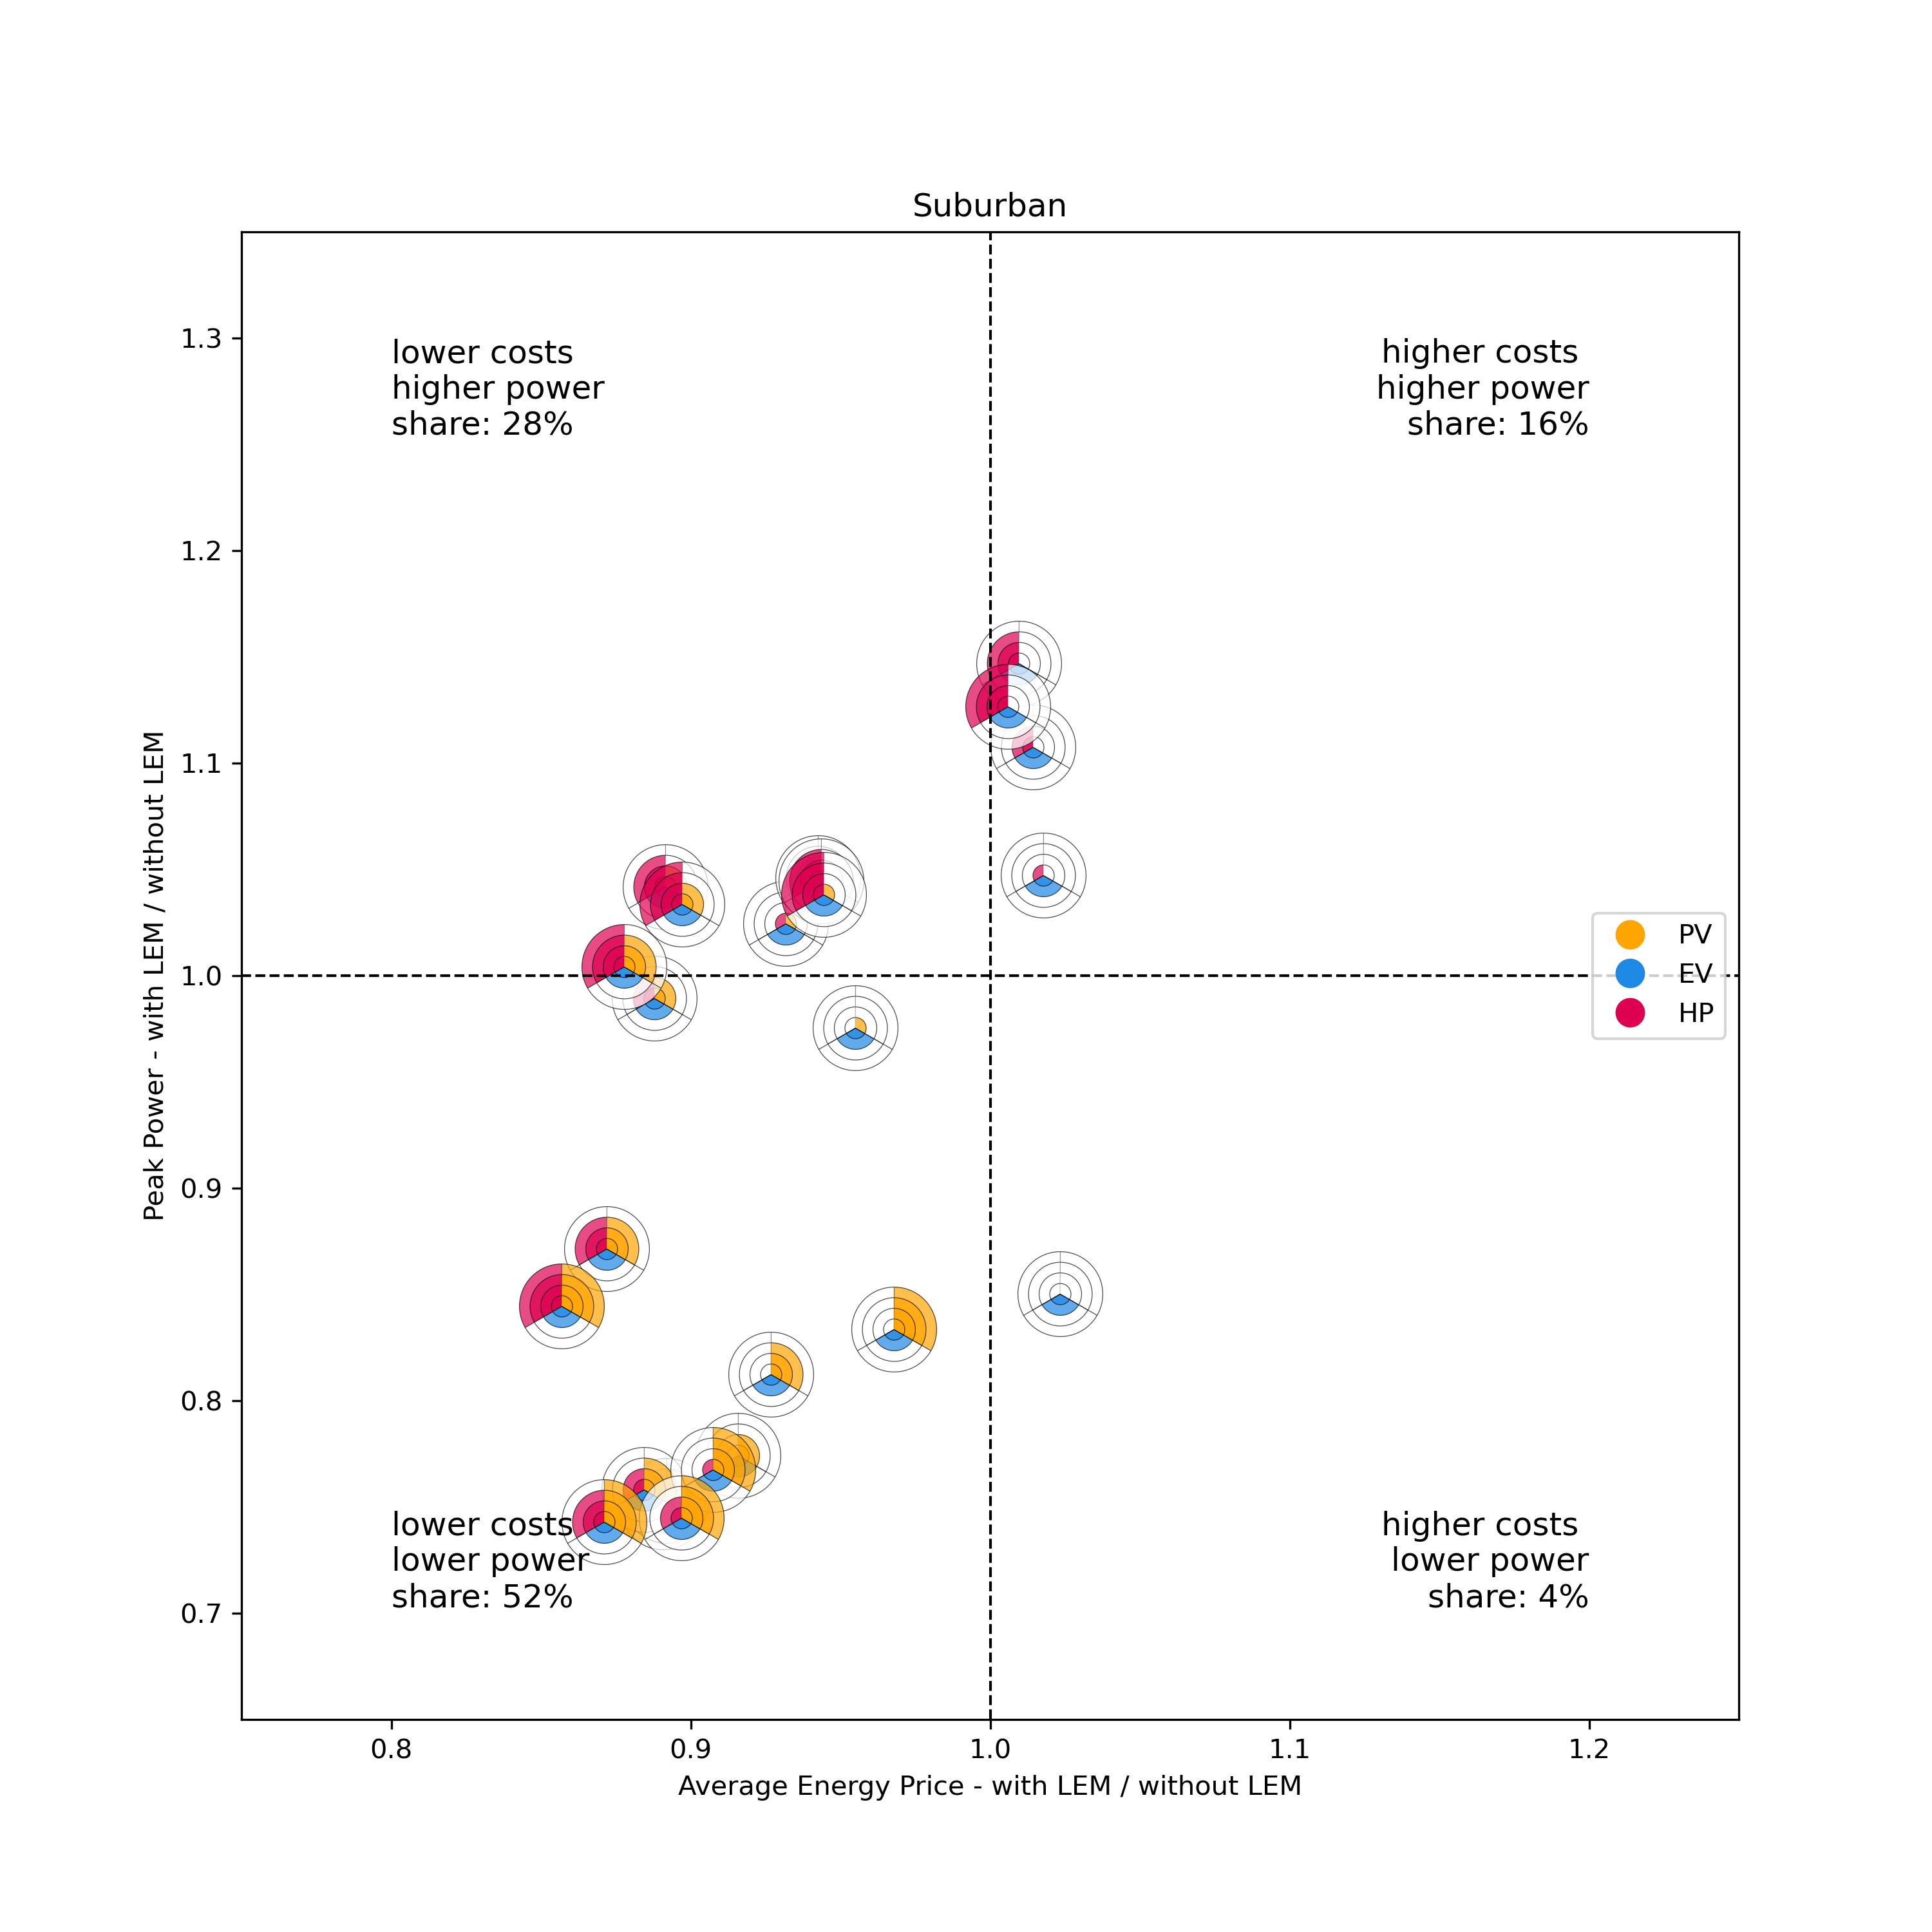 Suburban
lower costs
higher power
share: 28%
higher costs
higher power
share: 16%
1.3
1.2
1.1
1.0
0.9
0.8
0.7
Peak Power - with LEM / without LEM
PV
EV
HP
lower costs
lower power
share: 52%
higher costs
lower power
share: 4%
0.8
0.9
1.0
1.1
1.2
Average Energy Price - with LEM / without LEM